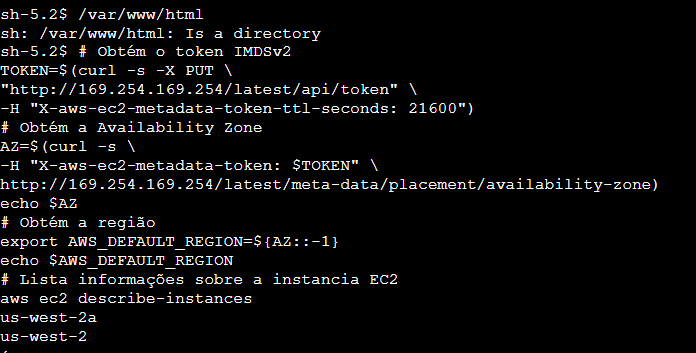 sh-5.2$ /var/www/html
sh: /var/www/html: Is a directory
sh-5.2$ # Obtém o token IMDSv2
TOKEN=$(curl -s -X PUT \
"http://169.254.169.254/latest/api/token" \
-H "X-aws-ec2-metadata-token-ttl-seconds: 21600")
# Obtém a Availability Zone
AZ=$(curl -s \
-H "X-aws-ec2-metadata-token: $TOKEN" \
http://169.254.169.254/latest/meta-data/placement/availability-zone)
echo $AZ
# Obtém a região
export AWS_DEFAULT_REGION=${AZ::-1}
echo $AWS_DEFAULT_REGION
# Lista informações sobre a instancia EC2
aws ec2 describe-instances
us-west-2a
us-west-2